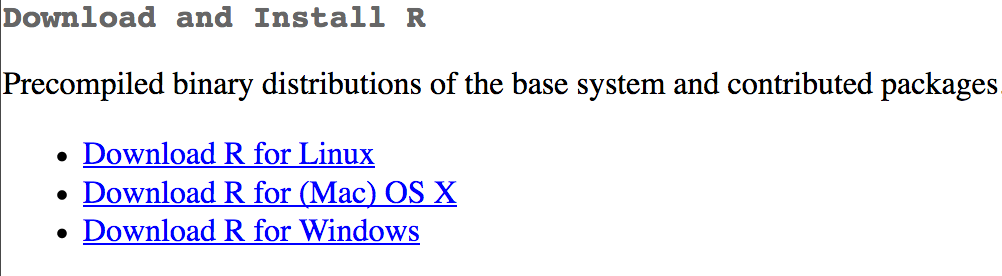 Download and Install R
Precompiled binary distributions of the base system and contributed packages
Download R for Linux
Download R for (Mac) OS X
Download R for Windows